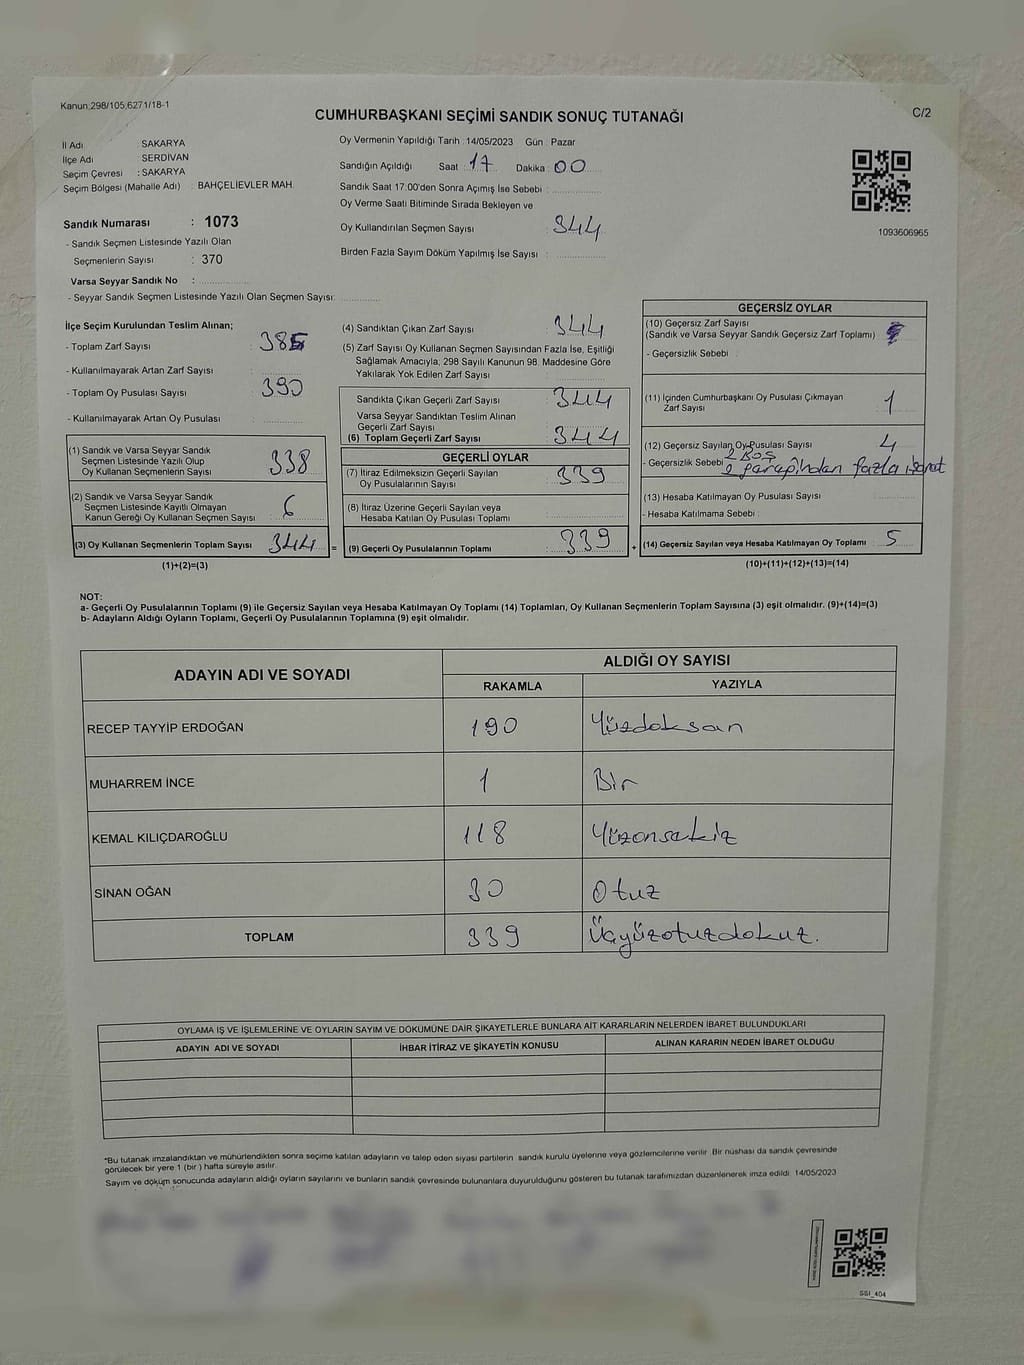 Kanun 298/105,6271/18-1
CUMHURBAŞKANI SEÇİMİ SANDIK SONUÇ TUTANAĞI
C/2
İl Adı : SAKARYA
İlçe Adı : SERDİVAN
Seçim Çevresi : SAKARYA
Seçim Bölgesi (Mahalle Adı) : BAHÇELİEVLER MAH.
Oy Vermenin Yapıldığı Tarih : 14/05/2023 Gün : Pazar
Sandığın Açıldığı Saat : 17 Dakika : 00
Sandık Saat 17:00'den Sonra Açımış İse Sebebi :
Oy Verme Saati Bitiminde Sırada Bekleyen ve
Oy Kullandırılan Seçmen Sayısı : 344
Birden Fazla Sayım Döküm Yapılmış İse Sayısı :
1093606965
Sandık Numarası : 1073
- Sandık Seçmen Listesinde Yazılı Olan
Seçmenlerin Sayısı : 370
Varsa Seyyar Sandık No :
- Seyyar Sandık Seçmen Listesinde Yazılı Olan Seçmen Sayısı:
İlçe Seçim Kurulundan Teslim Alınan;
- Toplam Zarf Sayısı : 385
- Kullanılmayarak Artan Zarf Sayısı :
- Toplam Oy Pusulası Sayısı : 390
- Kullanılmayarak Artan Oy Pusulası :
(1) Sandık ve Varsa Seyyar Sandık
Seçmen Listesinde Yazılı Olup
Oy Kullanan Seçmenlerin Sayısı : 338
(2) Sandık ve Varsa Seyyar Sandık
Seçmen Listesinde Kayıtlı Olmayan
Kanun Gereği Oy Kullanan Seçmen Sayısı : 6
(3) Oy Kullanan Seçmenlerin Toplam Sayısı : 344 =
(1)+(2)=(3)
(4) Sandıktan Çıkan Zarf Sayısı : 344
(5) Zarf Sayısı Oy Kullanan Seçmen Sayısından Fazla İse, Eşitliği
Sağlamak Amacıyla; 298 Sayılı Kanunun 98. Maddesine Göre
Yakılarak Yok Edilen Zarf Sayısı :
Sandıkta Çıkan Geçerli Zarf Sayısı : 344
Varsa Seyyar Sandıktan Teslim Alınan
Geçerli Zarf Sayısı :
(6) Toplam Geçerli Zarf Sayısı : 344
GEÇERLİ OYLAR
(7) İtiraz Edilmeksizin Geçerli Sayılan
Oy Pusulalarının Sayısı : 339
(8) İtiraz Üzerine Geçerli Sayılan veya
Hesaba Katılan Oy Pusulası Toplamı :
(9) Geçerli Oy Pusulalarının Toplamı : 339 +
GEÇERSİZ OYLAR
(10) Geçersiz Zarf Sayısı
(Sandık ve Varsa Seyyar Sandık Geçersiz Zarf Toplamı) :
- Geçersizlik Sebebi :
(11) İçinden Cumhurbaşkanı Oy Pusulası Çıkmayan
Zarf Sayısı : 1
(12) Geçersiz Sayılan Oy Pusulası Sayısı : 4
2 Boş
- Geçersizlik Sebebi : 2 fazla
(13) Hesaba Katılmayan Oy Pusulası Sayısı :
- Hesaba Katılmama Sebebi :
(14) Geçersiz Sayılan veya Hesaba Katılmayan Oy Toplamı : 5
(10)+(11)+(12)+(13)=(14)
NOT:
a- Geçerli Oy Pusulalarının Toplamı (9) ile Geçersiz Sayılan veya Hesaba Katılmayan Oy Toplamı (14) Toplamları, Oy Kullanan Seçmenlerin Toplam Sayısına (3) eşit olmalıdır. (9)+(14)=(3)
b- Adayların Aldığı Oyların Toplamı, Geçerli Oy Pusulalarının Toplamına (9) eşit olmalıdır.
ADAYIN ADI VE SOYADI ALDIĞI OY SAYISI
RAKAMLA YAZIYLA
RECEP TAYYİP ERDOĞAN 190 Yüzdoksan
MUHARREM İNCE 1 Bir
KEMAL KILIÇDAROĞLU 118 Yüzonsekiz
SİNAN OĞAN 30 Otuz
TOPLAM 339 Üçyüzotuzdokuz.
OYLAMA İŞ VE İŞLEMLERİNE VE OYLARIN SAYIM VE DÖKÜMÜNE DAİR ŞİKAYETLERLE BUNLARA AİT KARARLARIN NELERDEN İBARET BULUNDUKLARI
ADAYIN ADI VE SOYADI İHBAR İTİRAZ VE ŞİKAYETİN KONUSU ALINAN KARARIN NEDEN İBARET OLDUĞU
*Bu tutanak imzalandıktan ve mühürlendikten sonra seçime katılan adayların ve talep eden siyasi partilerin sandık kurulu üyelerine veya gözlemcilerine verilir. Bir nüshası da sandık çevresinde
görülecek bir yere 1 (bir ) hafta süreyle asılır.
Sayım ve döküm sonucunda adayların aldığı oyların sayılarını ve bunların sandık çevresinde bulunanlara duyurulduğunu gösteren bu tutanak tarafımızdan düzenlenerek imza edildi. 14/05/2023
SSI_404